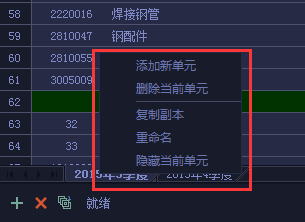 58 2220016 焊接钢管
59 2810047 钢配件
60 2810055
61 3005009
62
63 32
64 33
添加新单元
删除当前单元
复制副本
重命名
隐藏当前单元
2015年4季度
就绪